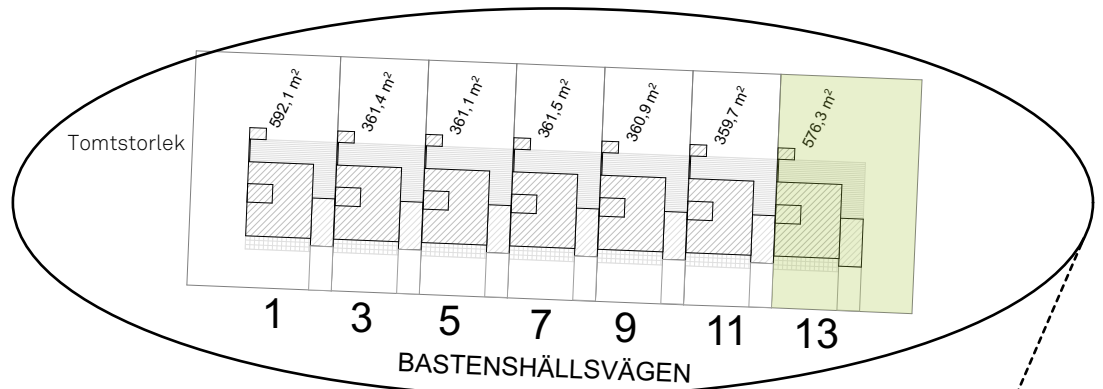 592,1 m²
361,4 m²
361,1 m²
361,5 m²
360,9 m²
359,7 m²
576,3 m²
Tomtstorlek
1 3 5 7 9 11 13
BASTENSHÄLLSVÄGEN